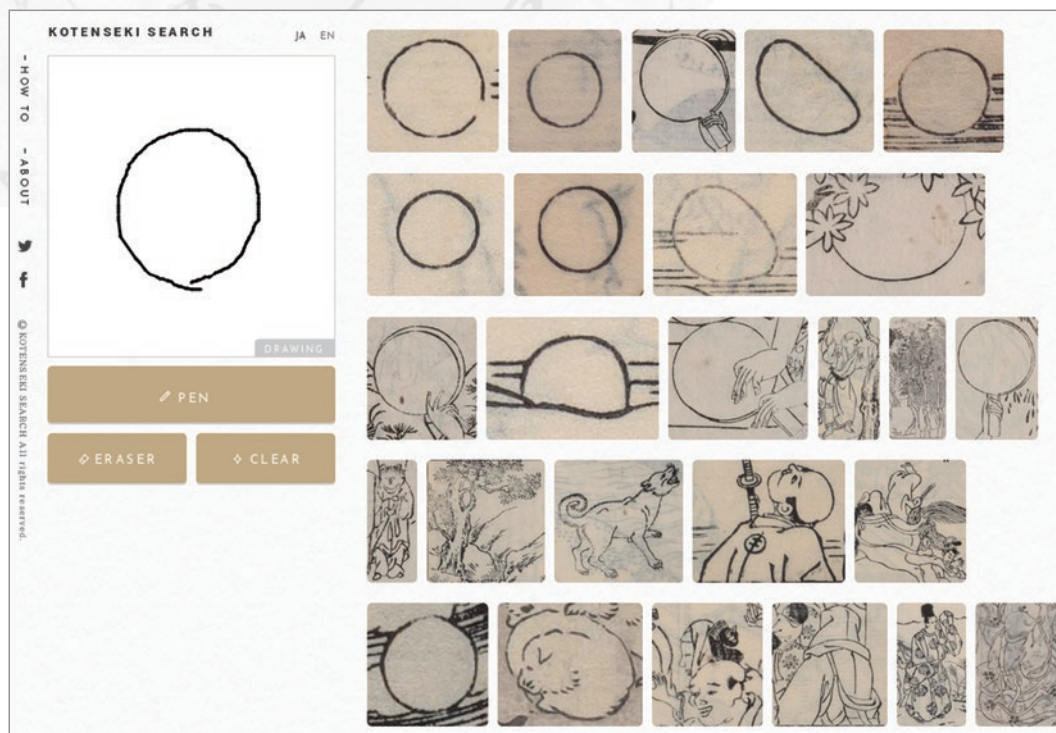 KOTENSEKI SEARCH
JA EN
- HOW TO
- ABOUT
© KOTENSEKI SEARCH All rights reserved.
DRAWING
PEN
ERASER
CLEAR